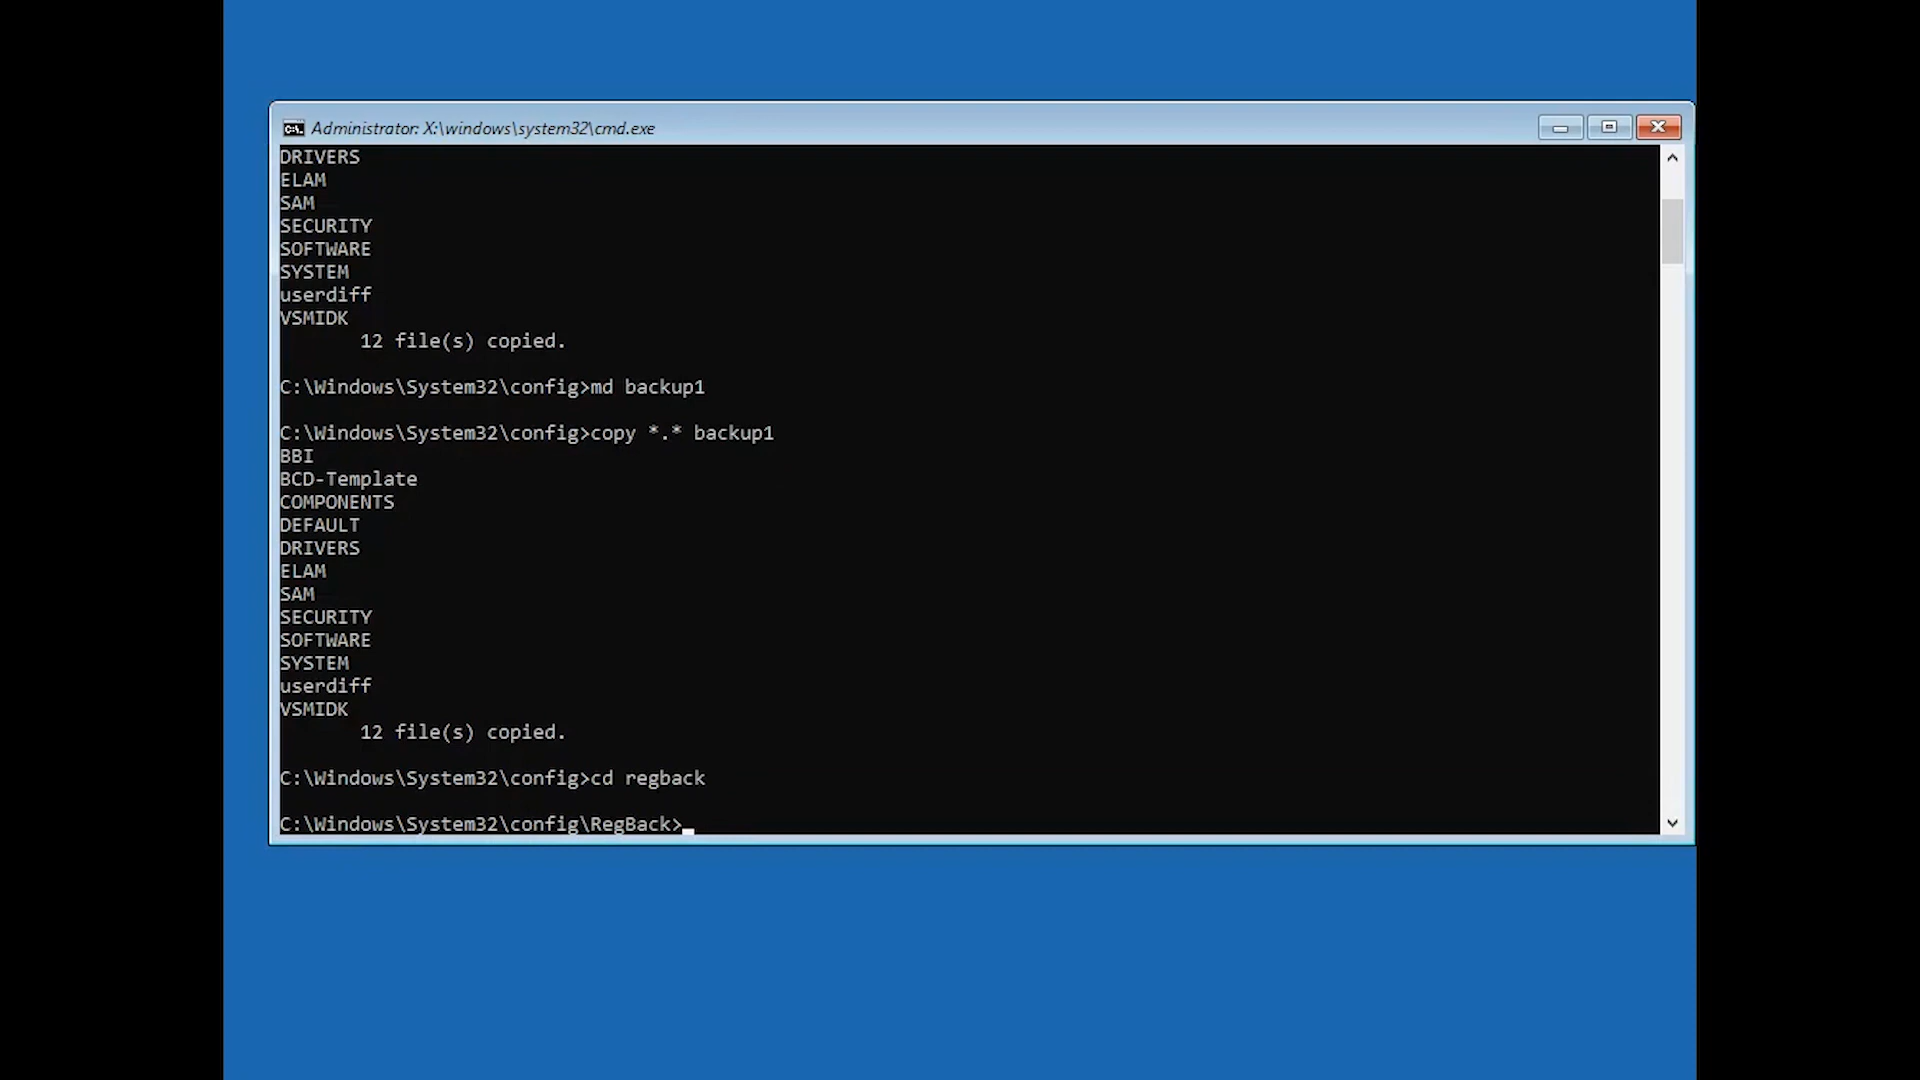 Administrator: X:\windows\system32\cmd.exe
DRIVERS
ELAM
SAM
SECURITY
SOFTWARE
SYSTEM
userdiff
VSMIDK
12 file(s) copied.
C:\Windows\System32\config>md backup1
C:\Windows\System32\config>copy *.* backup1
BBI
BCD-Template
COMPONENTS
DEFAULT
DRIVERS
ELAM
SAM
SECURITY
SOFTWARE
SYSTEM
userdiff
VSMIDK
12 file(s) copied.
C:\Windows\System32\config>cd regback
C:\Windows\System32\config\RegBack>